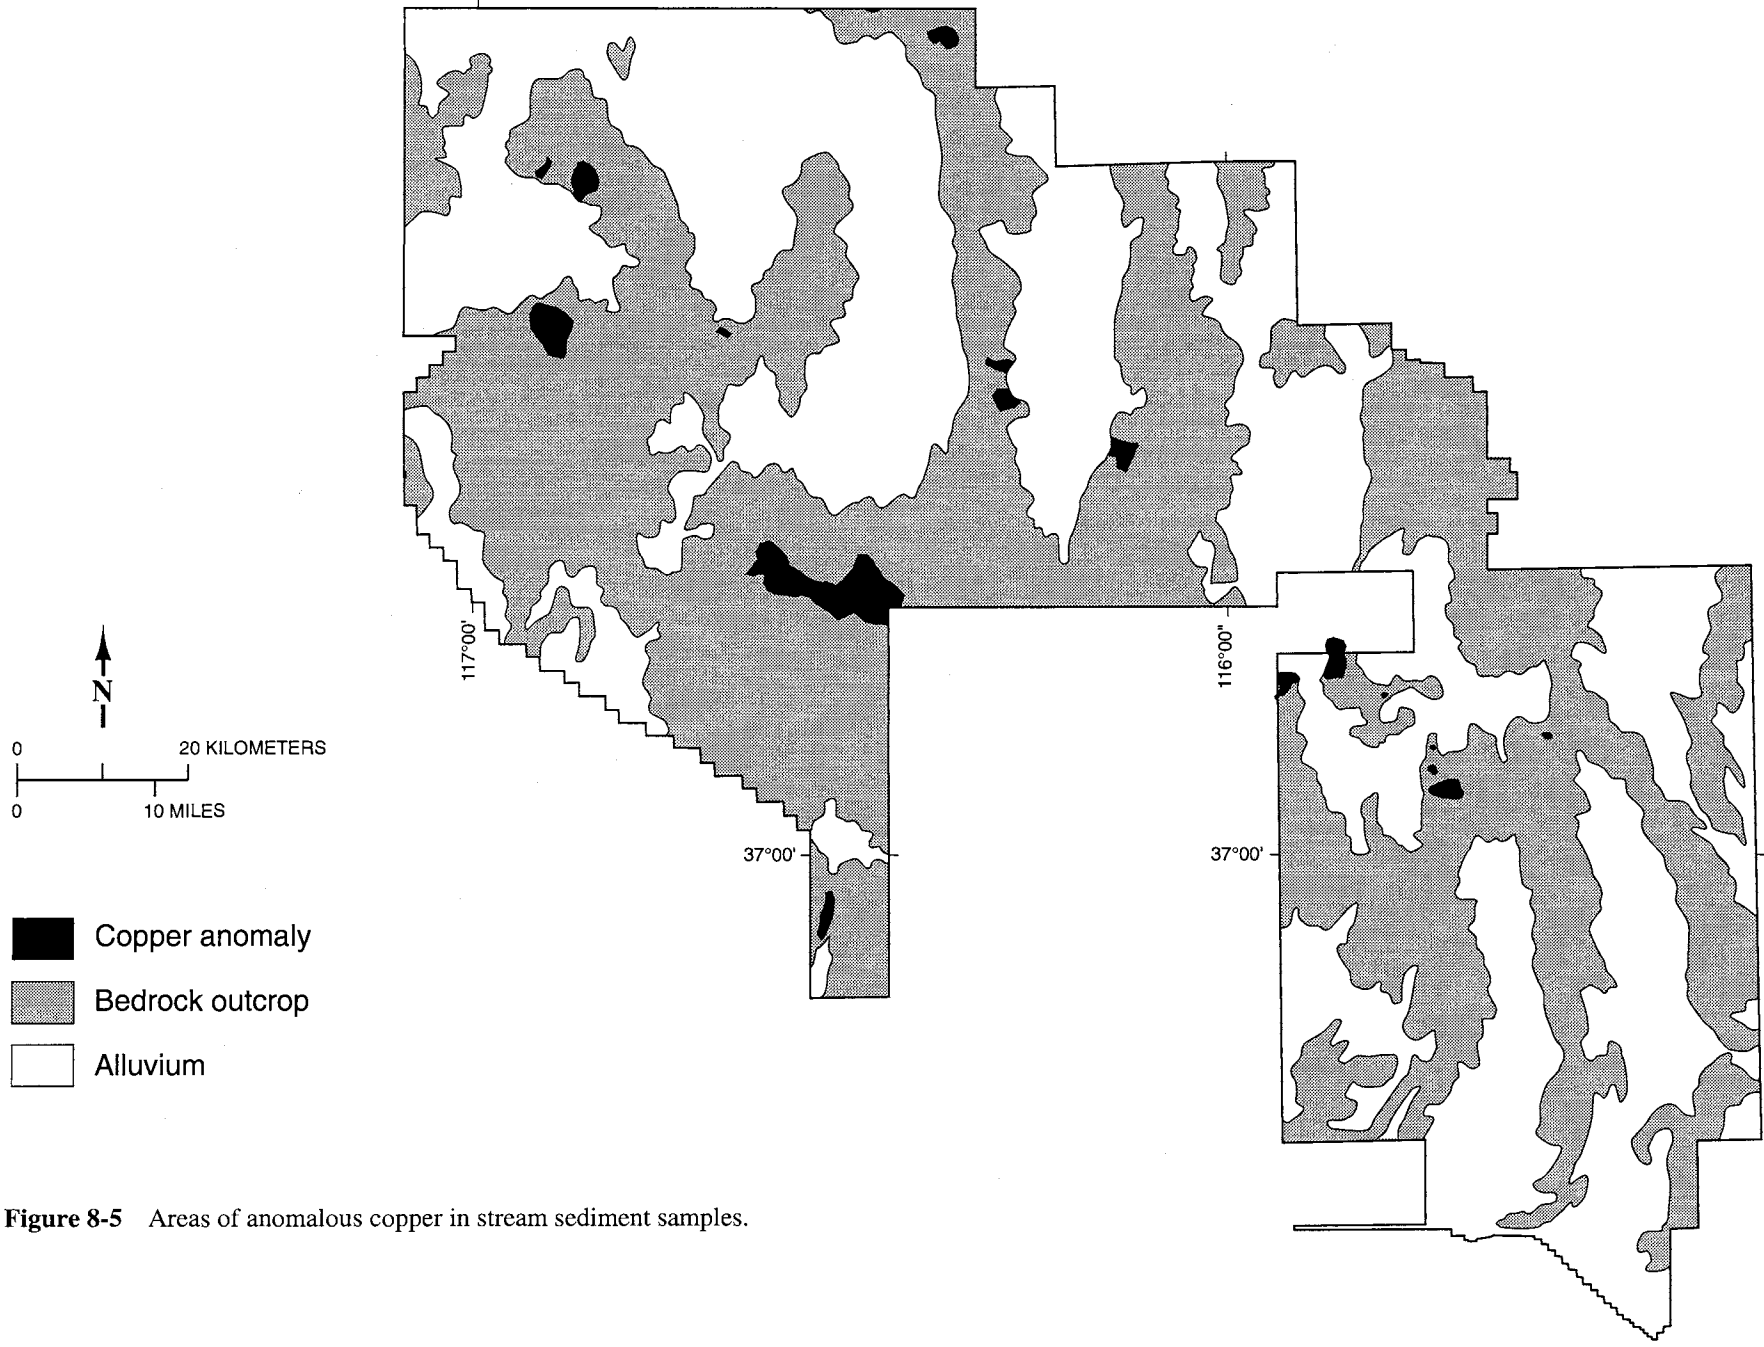 117°00'
116°00"
N
0 20 KILOMETERS
0 10 MILES
37°00'
37°00'
Copper anomaly
Bedrock outcrop
Alluvium
Figure 8-5 Areas of anomalous copper in stream sediment samples.